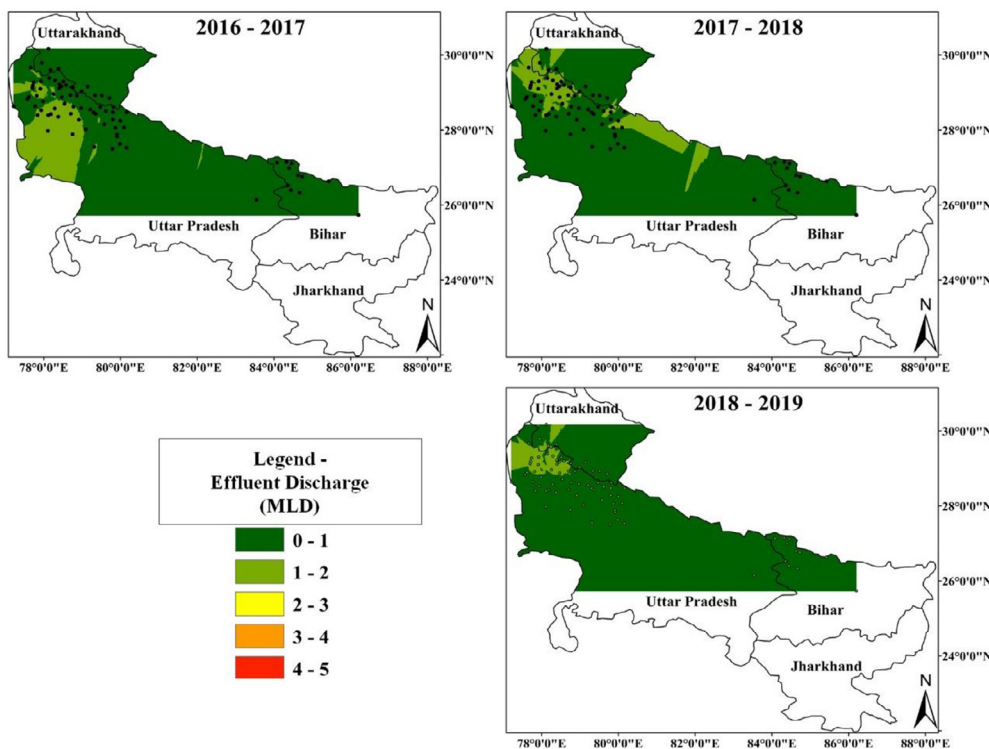 2016 - 2017
Uttarakhand
30°0'0"N
28°0'0"N
26°0'0"N
24°0'0"N
Uttar Pradesh
Bihar
Jharkhand
N
78°0'0"E 80°0'0"E 82°0'0"E 84°0'0"E 86°0'0"E 88°0'0"E
2017 - 2018
Uttarakhand
30°0'0"N
28°0'0"N
26°0'0"N
24°0'0"N
Uttar Pradesh
Bihar
Jharkhand
N
78°0'0"E 80°0'0"E 82°0'0"E 84°0'0"E 86°0'0"E 88°0'0"E
Legend -
Effluent Discharge
(MLD)
0 - 1
1 - 2
2 - 3
3 - 4
4 - 5
2018 - 2019
Uttarakhand
30°0'0"N
28°0'0"N
26°0'0"N
24°0'0"N
Uttar Pradesh
Bihar
Jharkhand
N
78°0'0"E 80°0'0"E 82°0'0"E 84°0'0"E 86°0'0"E 88°0'0"E